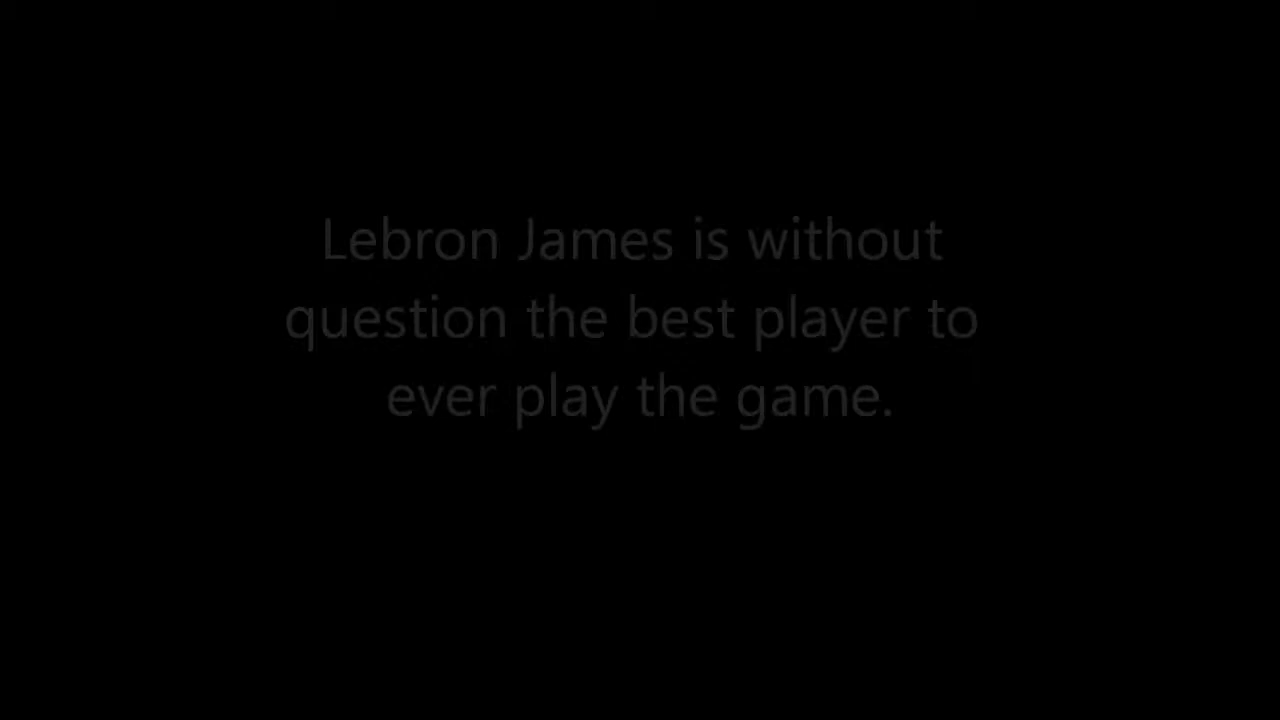 Lebron James is without
question the best player to
ever play the game.